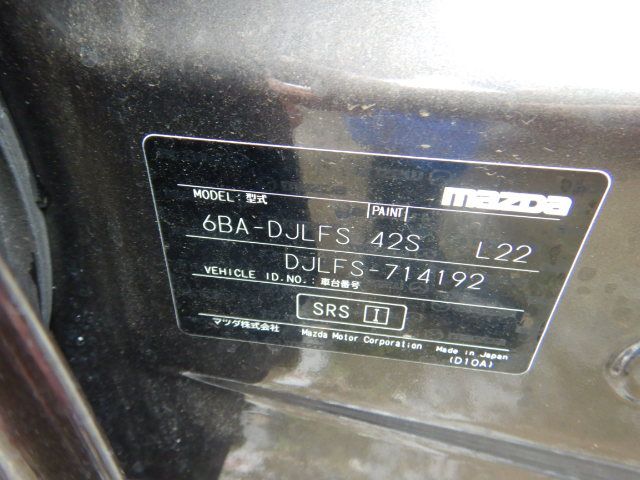 mazda
MODEL: 型式 PAINT
6BA-DJLFS 42S L22
DJLFS-714192
VEHICLE ID.NO.: 車台番号
SRS I
マツダ株式会社 Mazda Motor Corporation Made in Japan
(D10A)